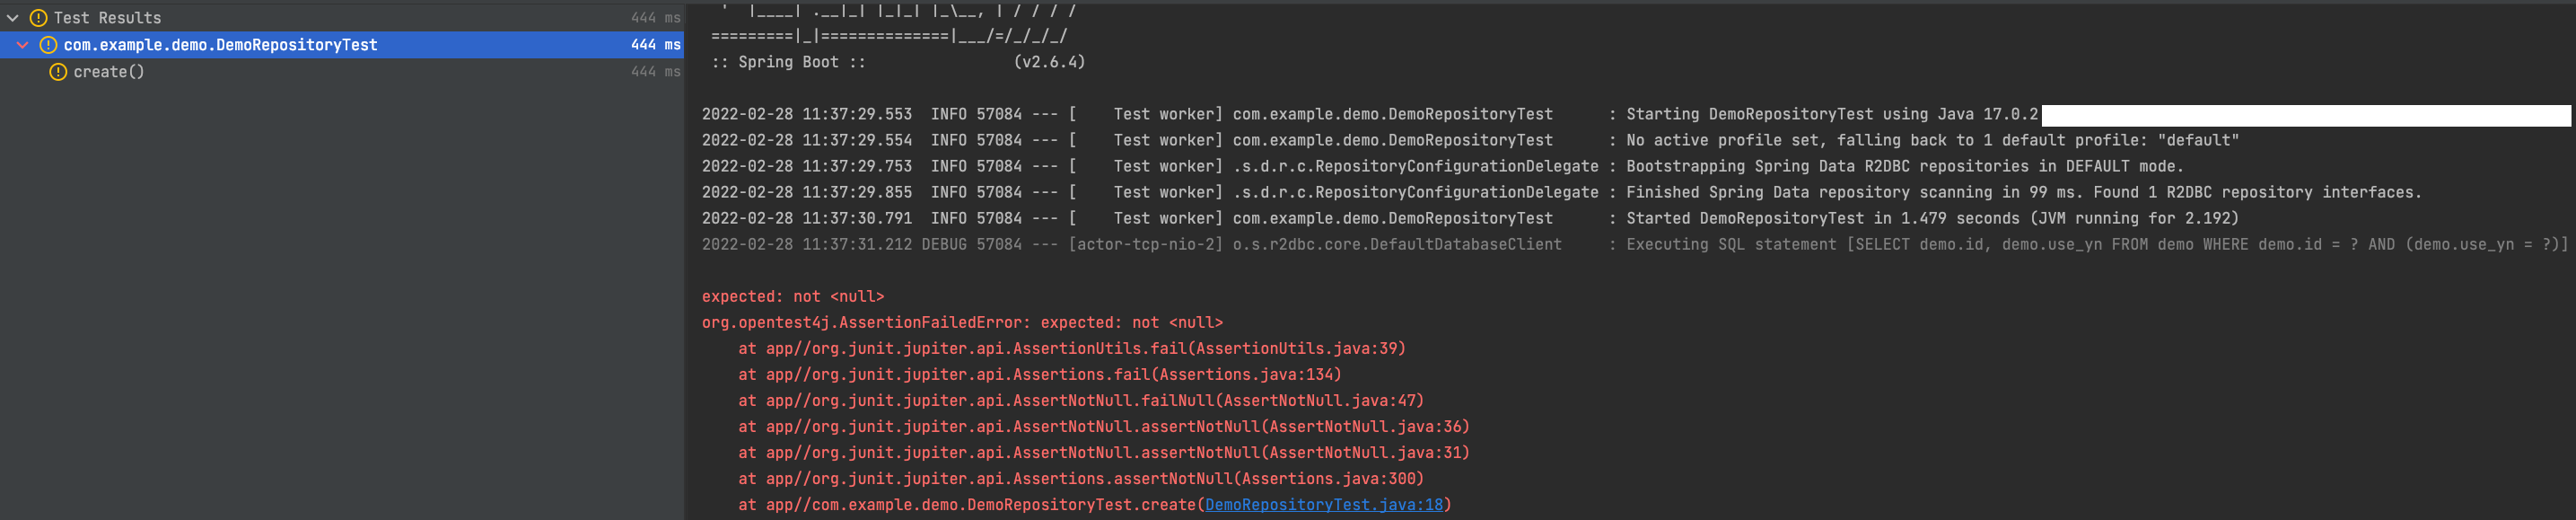 Test Results 444 ms
com.example.demo.DemoRepositoryTest 444 ms
create() 444 ms
'  |____| .__|_| |_|_| |_\__, | / / / /
=========|_|==============|___/=/_/_/_/
:: Spring Boot ::                (v2.6.4)
2022-02-28 11:37:29.553  INFO 57084 --- [    Test worker] com.example.demo.DemoRepositoryTest      : Starting DemoRepositoryTest using Java 17.0.2
2022-02-28 11:37:29.554  INFO 57084 --- [    Test worker] com.example.demo.DemoRepositoryTest      : No active profile set, falling back to 1 default profile: "default"
2022-02-28 11:37:29.753  INFO 57084 --- [    Test worker] .s.d.r.c.RepositoryConfigurationDelegate : Bootstrapping Spring Data R2DBC repositories in DEFAULT mode.
2022-02-28 11:37:29.855  INFO 57084 --- [    Test worker] .s.d.r.c.RepositoryConfigurationDelegate : Finished Spring Data repository scanning in 99 ms. Found 1 R2DBC repository interfaces.
2022-02-28 11:37:30.791  INFO 57084 --- [    Test worker] com.example.demo.DemoRepositoryTest      : Started DemoRepositoryTest in 1.479 seconds (JVM running for 2.192)
2022-02-28 11:37:31.212 DEBUG 57084 --- [actor-tcp-nio-2] o.s.r2dbc.core.DefaultDatabaseClient     : Executing SQL statement [SELECT demo.id, demo.use_yn FROM demo WHERE demo.id = ? AND (demo.use_yn = ?)]
expected: not <null>
org.opentest4j.AssertionFailedError: expected: not <null>
at app//org.junit.jupiter.api.AssertionUtils.fail(AssertionUtils.java:39)
at app//org.junit.jupiter.api.Assertions.fail(Assertions.java:134)
at app//org.junit.jupiter.api.AssertNotNull.failNull(AssertNotNull.java:47)
at app//org.junit.jupiter.api.AssertNotNull.assertNotNull(AssertNotNull.java:36)
at app//org.junit.jupiter.api.AssertNotNull.assertNotNull(AssertNotNull.java:31)
at app//org.junit.jupiter.api.Assertions.assertNotNull(Assertions.java:300)
at app//com.example.demo.DemoRepositoryTest.create(DemoRepositoryTest.java:18)